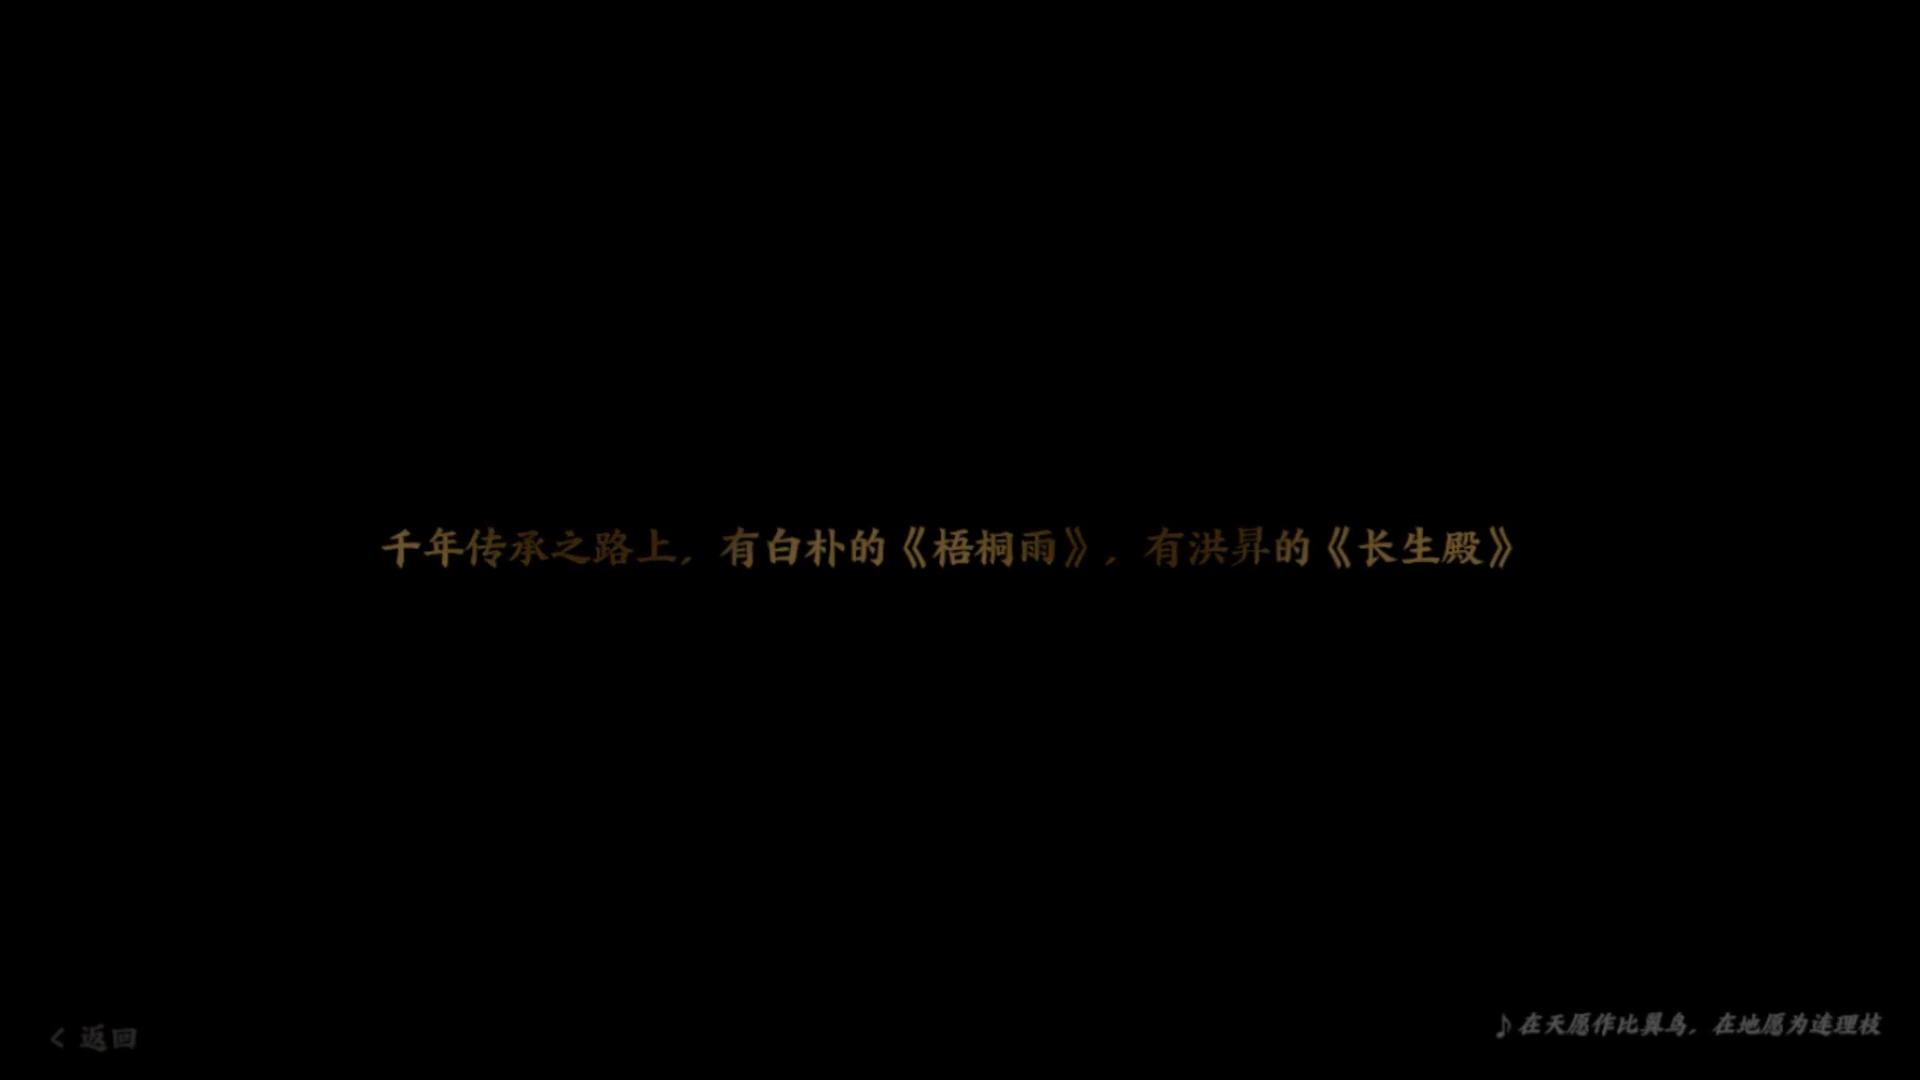 千年传承之路上，有白朴的《梧桐雨》，有洪昇的《长生殿》
< 返回
♪在天愿作比翼鸟，在地愿为连理枝